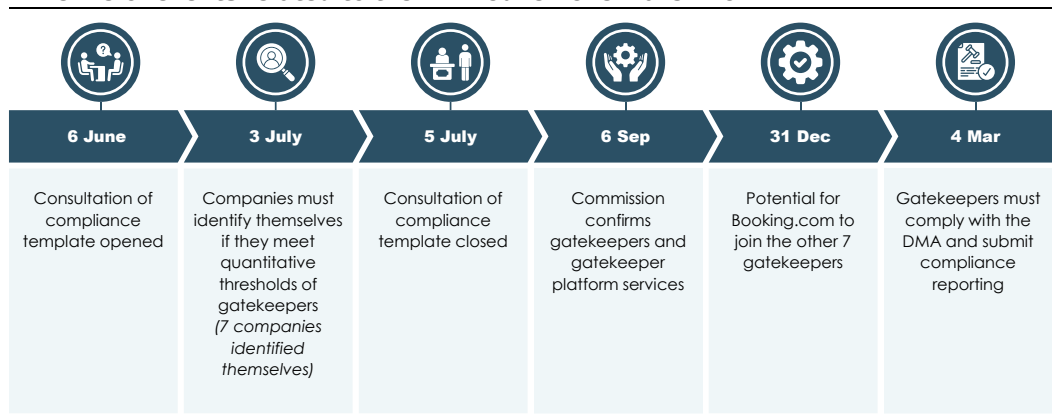 6 June
3 July
5 July
6 Sep
31 Dec
4 Mar
Consultation of
compliance
template opened
Companies must
identify themselves
if they meet
quantitative
thresholds of
gatekeepers
(7 companies
identified
themselves)
Consultation of
compliance
template closed
Commission
confirms
gatekeepers and
gatekeeper
platform services
Potential for
Booking.com to
join the other 7
gatekeepers
Gatekeepers must
comply with the
DMA and submit
compliance
reporting